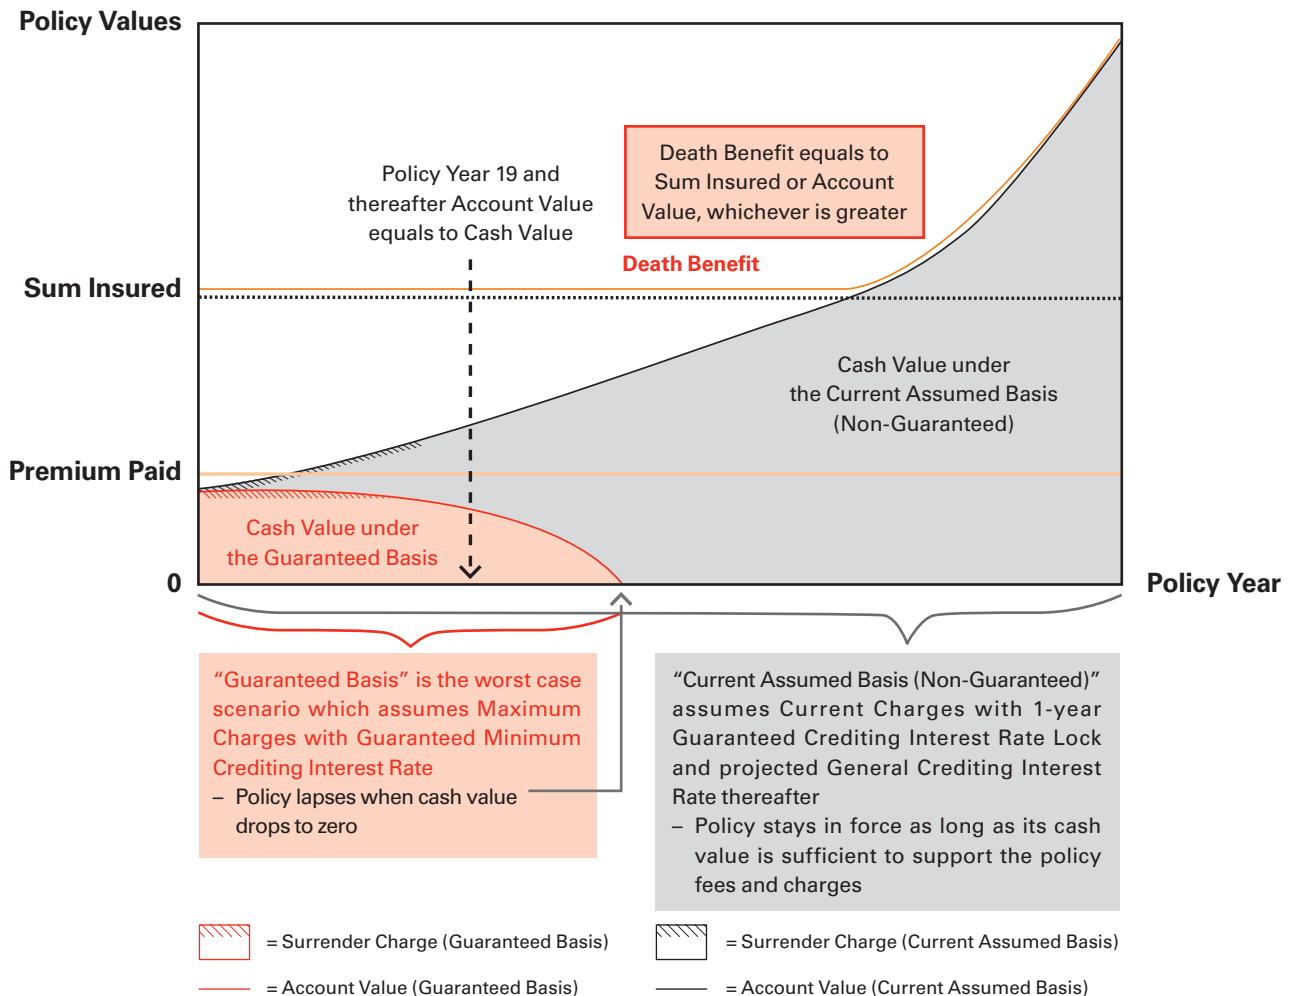 Policy Values
Death Benefit equals to
Sum Insured or Account
Value, whichever is greater
Policy Year 19 and
thereafter Account Value
equals to Cash Value
Death Benefit
Sum Insured
Cash Value under
the Current Assumed Basis
(Non-Guaranteed)
Premium Paid
Cash Value under
the Guaranteed Basis
0
Policy Year
“Guaranteed Basis” is the worst case
scenario which assumes Maximum
Charges with Guaranteed Minimum
Crediting Interest Rate
– Policy lapses when cash value
drops to zero
“Current Assumed Basis (Non-Guaranteed)”
assumes Current Charges with 1-year
Guaranteed Crediting Interest Rate Lock
and projected General Crediting Interest
Rate thereafter
– Policy stays in force as long as its cash
value is sufficient to support the policy
fees and charges
= Surrender Charge (Guaranteed Basis)
= Surrender Charge (Current Assumed Basis)
= Account Value (Guaranteed Basis)
= Account Value (Current Assumed Basis)